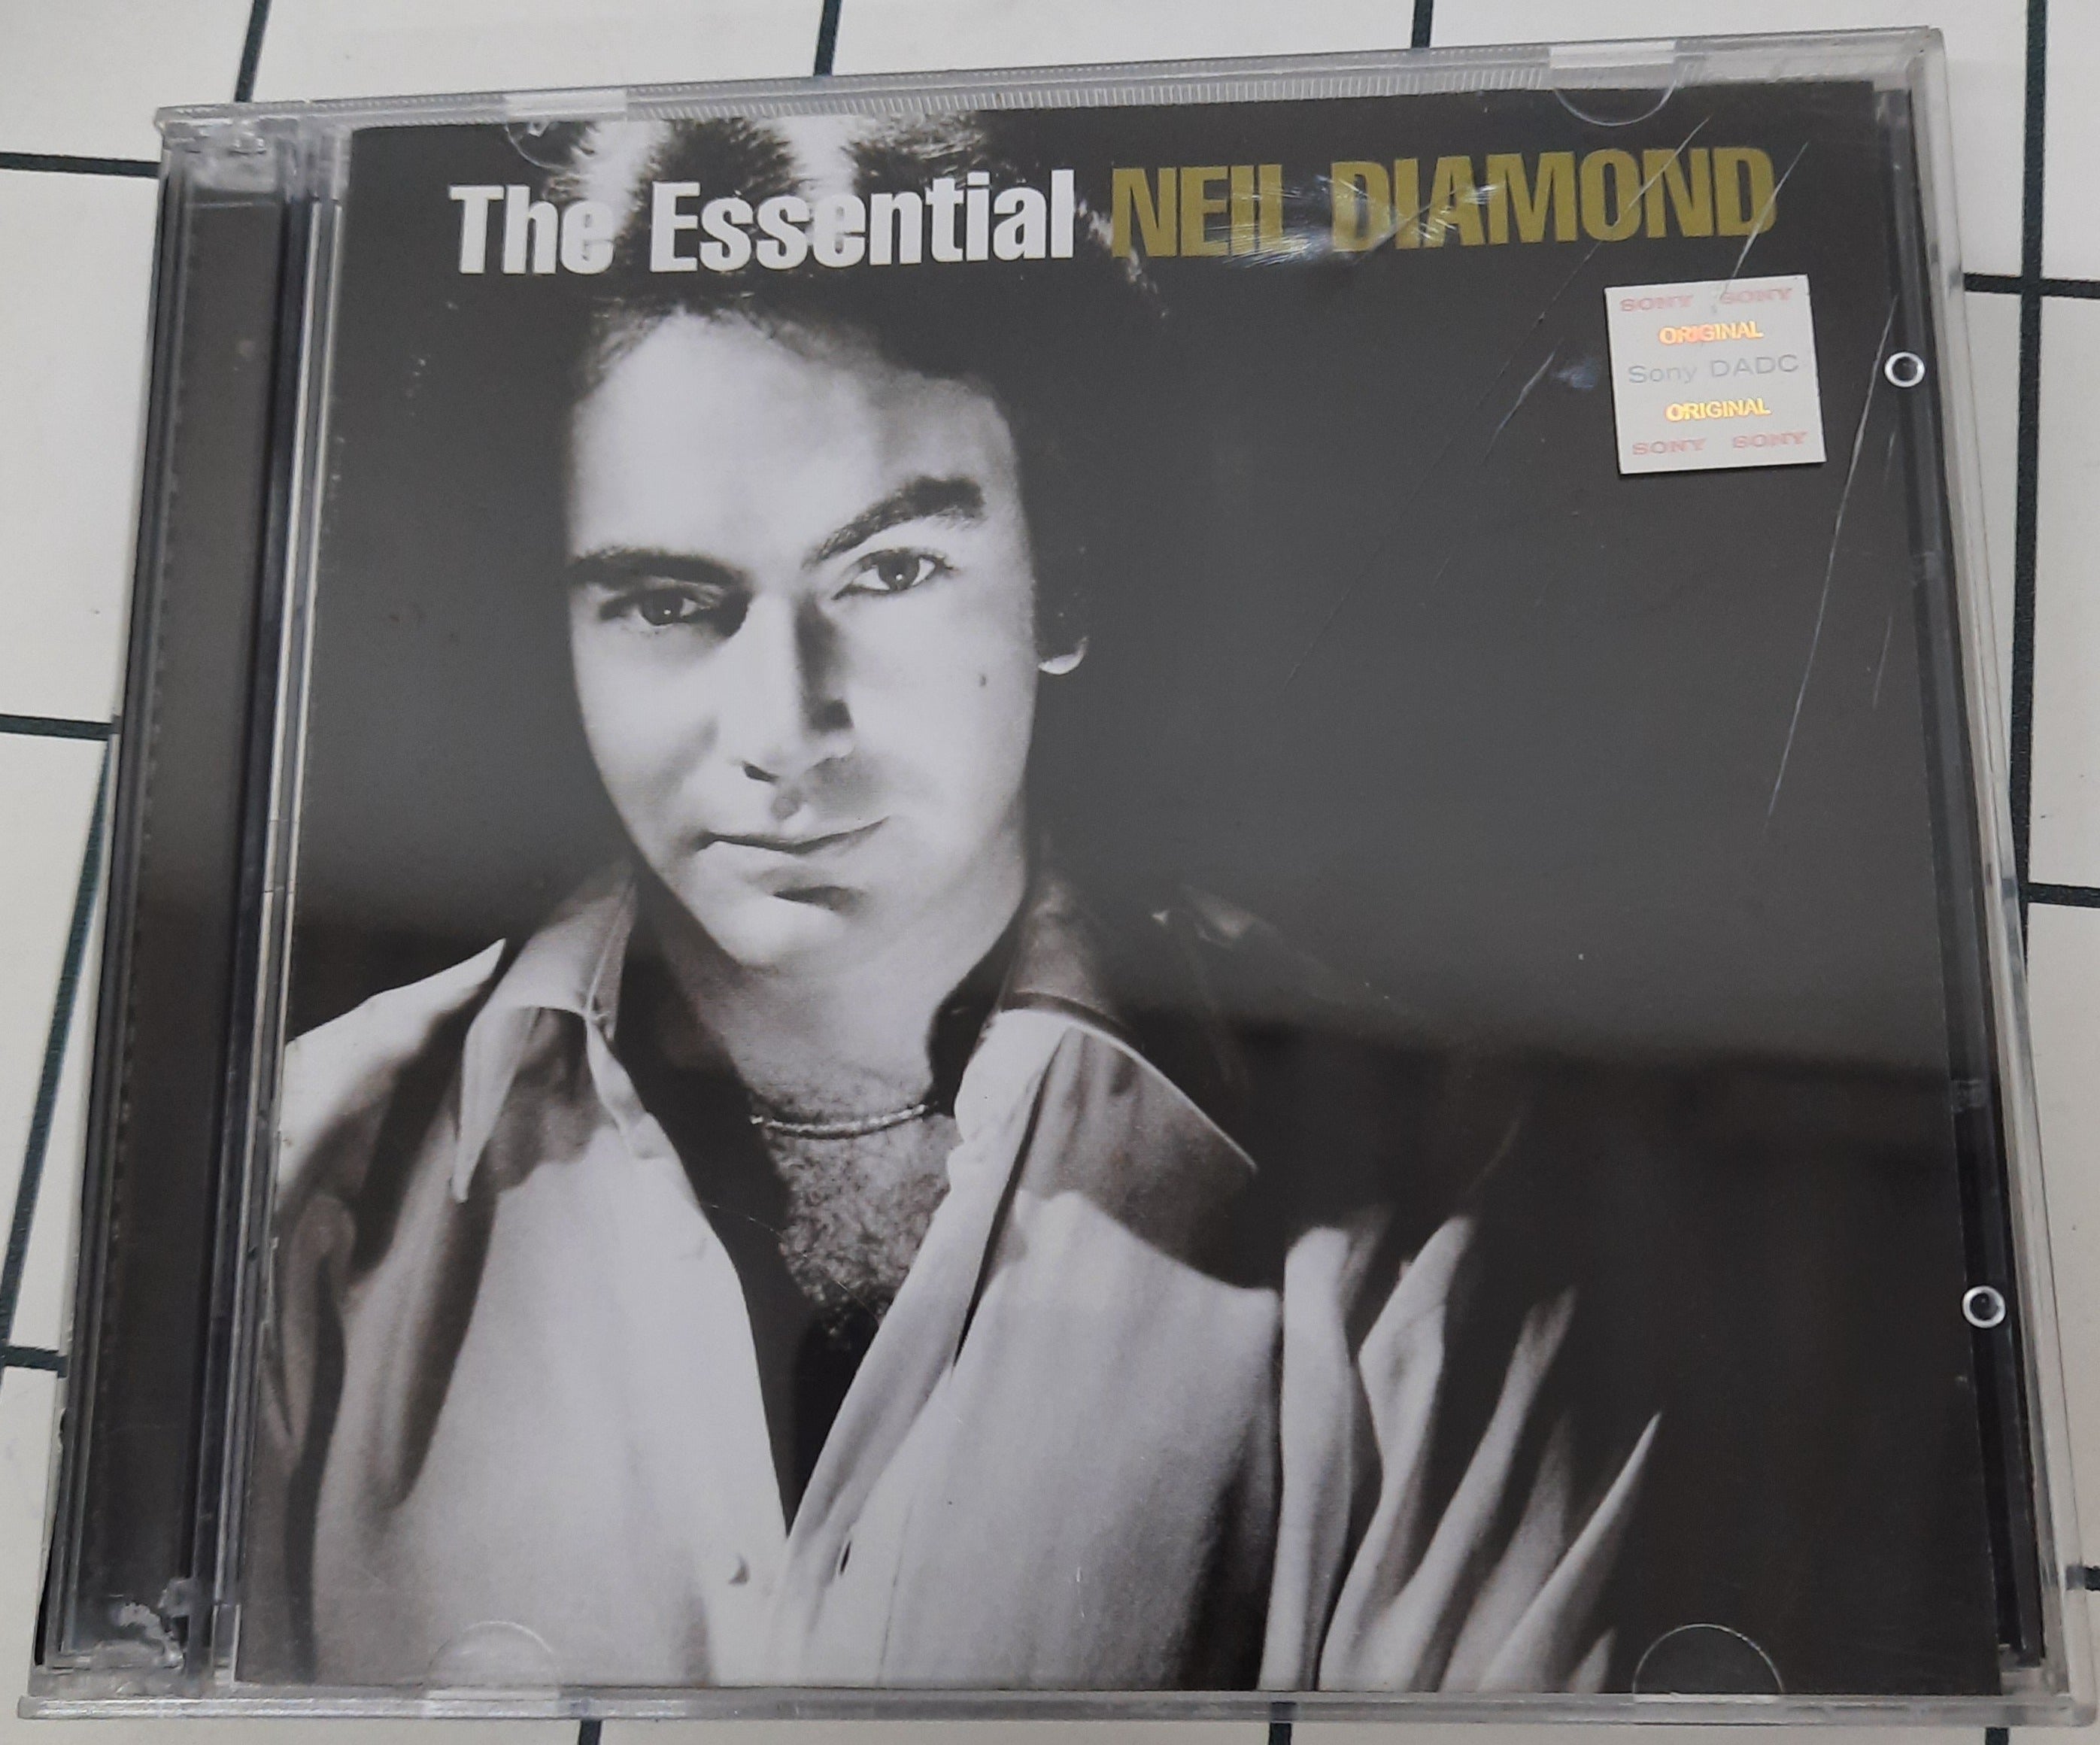 The Essential NEIL DIAMOND
SONY SONY
ORIGINAL
Sony DADC
ORIGINAL
SONY SONY